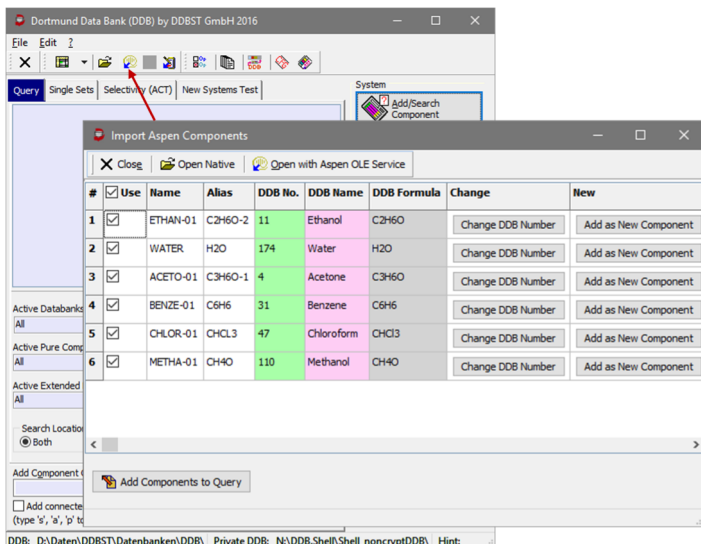 Dortmund Data Bank (DDB) by DDBST GmbH 2016
File Edit ?
Query Single Sets Selectivity (ACT) New Systems Test
System
Add/Search
Component
Import Aspen Components
Close Open Native Open with Aspen OLE Service
# Use Name Alias DDB No. DDB Name DDB Formula Change New
1 ETHAN-01 C2H6O-2 11 Ethanol C2H6O Change DDB Number Add as New Component
2 WATER H2O 174 Water H2O Change DDB Number Add as New Component
3 ACETO-01 C3H6O-1 4 Acetone C3H6O Change DDB Number Add as New Component
4 BENZE-01 C6H6 31 Benzene C6H6 Change DDB Number Add as New Component
5 CHLOR-01 CHCL3 47 Chloroform CHCl3 Change DDB Number Add as New Component
6 METHA-01 CH4O 110 Methanol CH4O Change DDB Number Add as New Component
Active Databanks
All
Active Pure Comp
All
Active Extended
All
Search Location
Both
Add Component
Add Components to Query
Add connecte
(type 's', 'a', 'p' to
DDB: D:\Daten\DDBST\Datenbanken\DDB\ Private DDB: N:\DDB.Shell\Shell_noncryptDDB\ Hint: